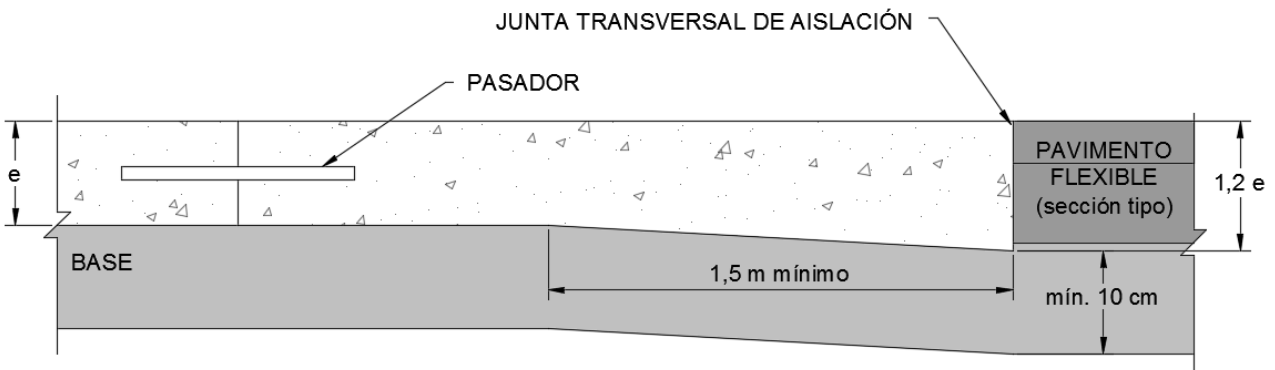 JUNTA TRANSVERSAL DE AISLACIÓN
PASADOR
e
PAVIMENTO
FLEXIBLE
(sección tipo)
1,2 e
BASE
1,5 m mínimo
mín. 10 cm